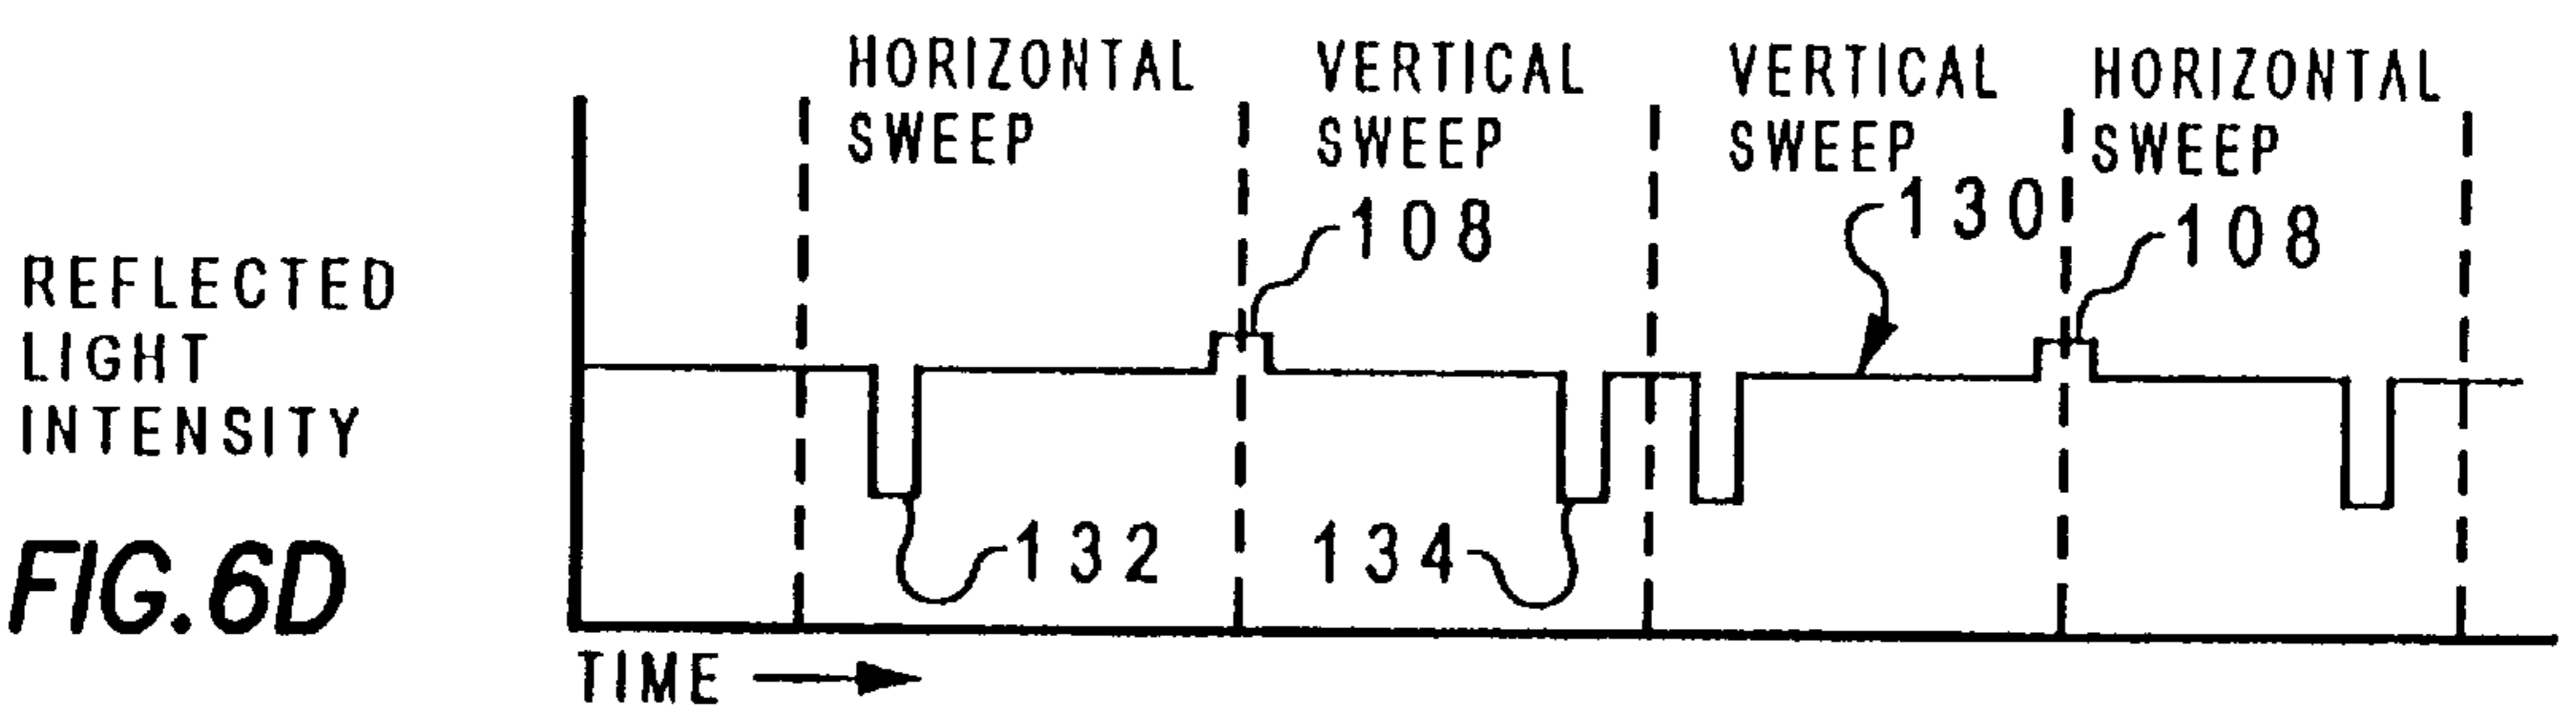 HORIZONTAL
SWEEP
VERTICAL
SWEEP
VERTICAL
SWEEP
HORIZONTAL
SWEEP
130
108
108
REFLECTED
LIGHT
INTENSITY
132
134
FIG.6D
TIME